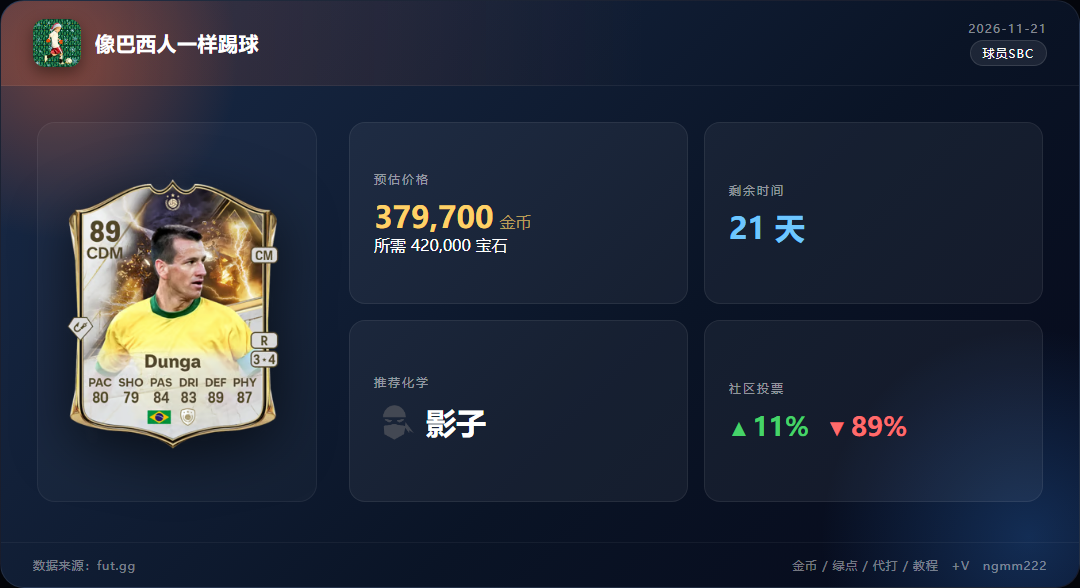 像巴西人一样踢球
2026-11-21
球员SBC
89
CDM
CM
R
3·4
Dunga
PAC SHO PAS DRI DEF PHY
80 79 84 83 89 87
预估价格
379,700 金币
所需 420,000 宝石
剩余时间
21 天
推荐化学
影子
社区投票
▲11% ▼89%
数据来源：fut.gg
金币 / 绿点 / 代打 / 教程 +V ngmm222